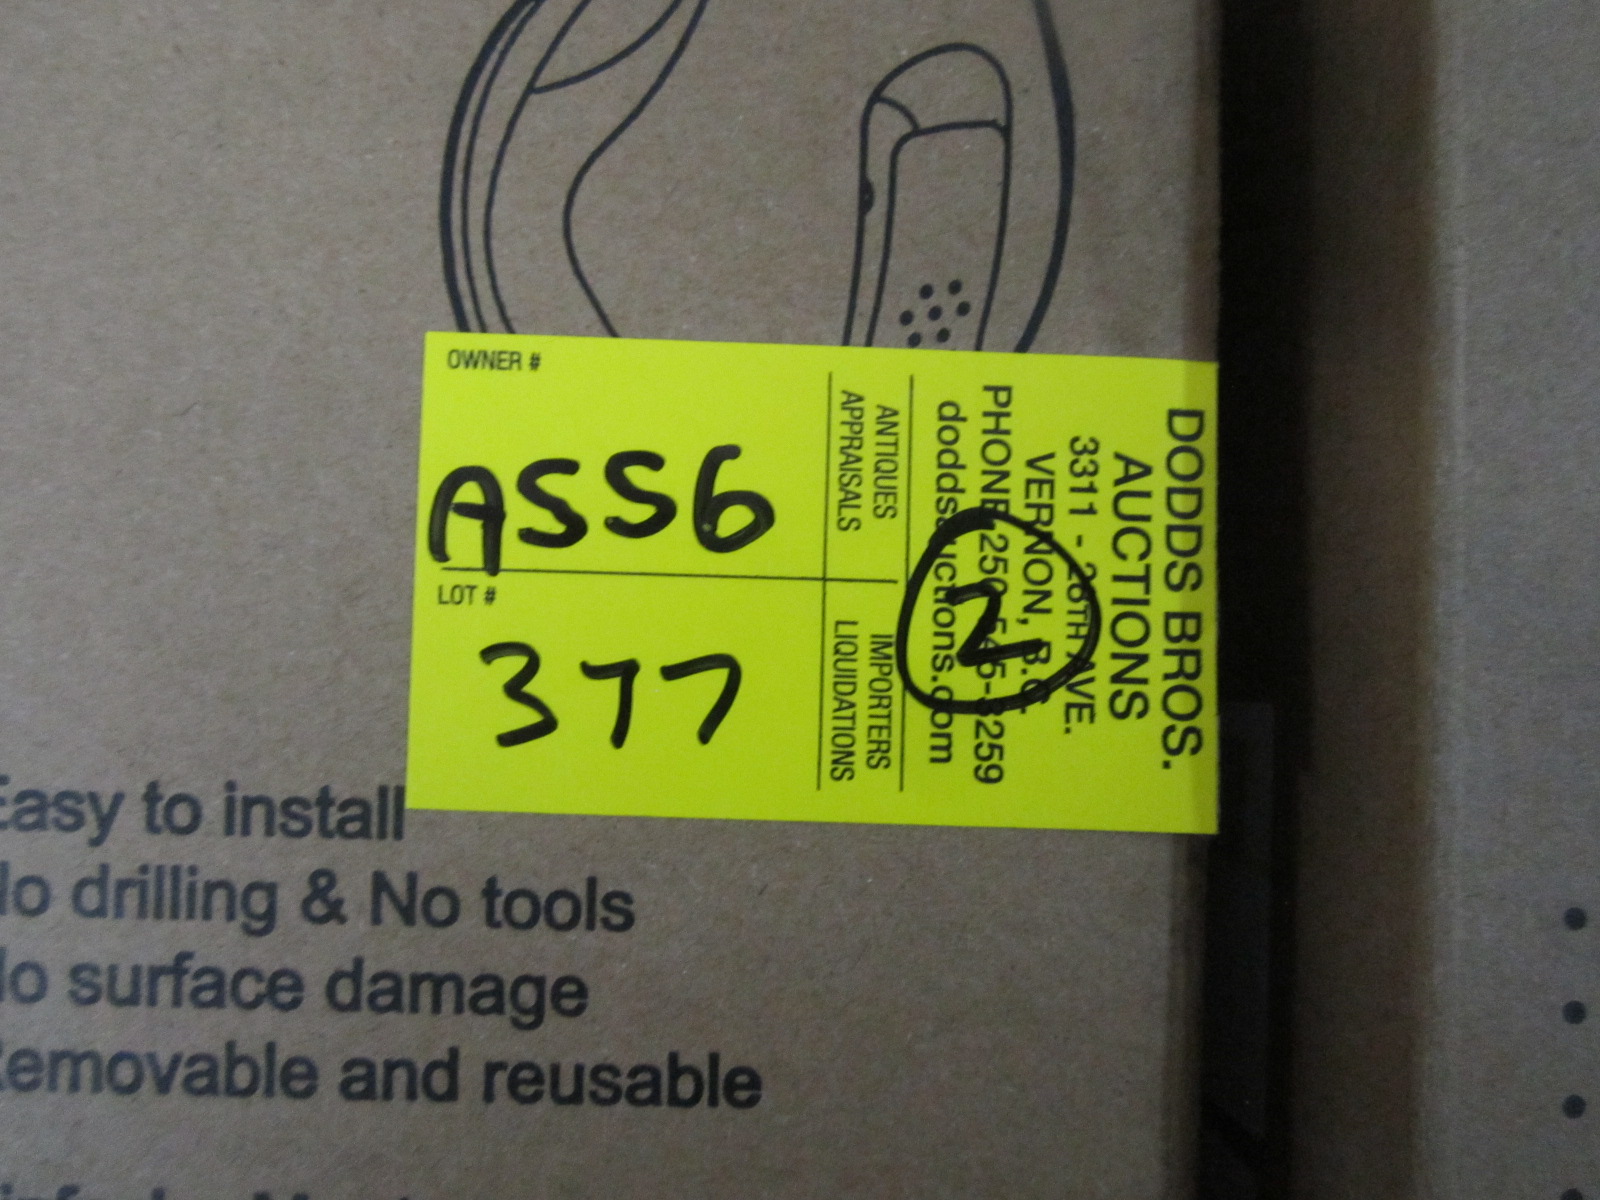 OWNER #
A556
LOT #
377
ANTIQUES
APPRAISALS
IMPORTERS
LIQUIDATIONS
DODDS BROS.
AUCTIONS
3311 - 28TH AVE.
VERNON, B.C.
PHONE 250-545-3259
doddsauctions.com
2
Easy to install
No drilling & No tools
No surface damage
Removable and reusable